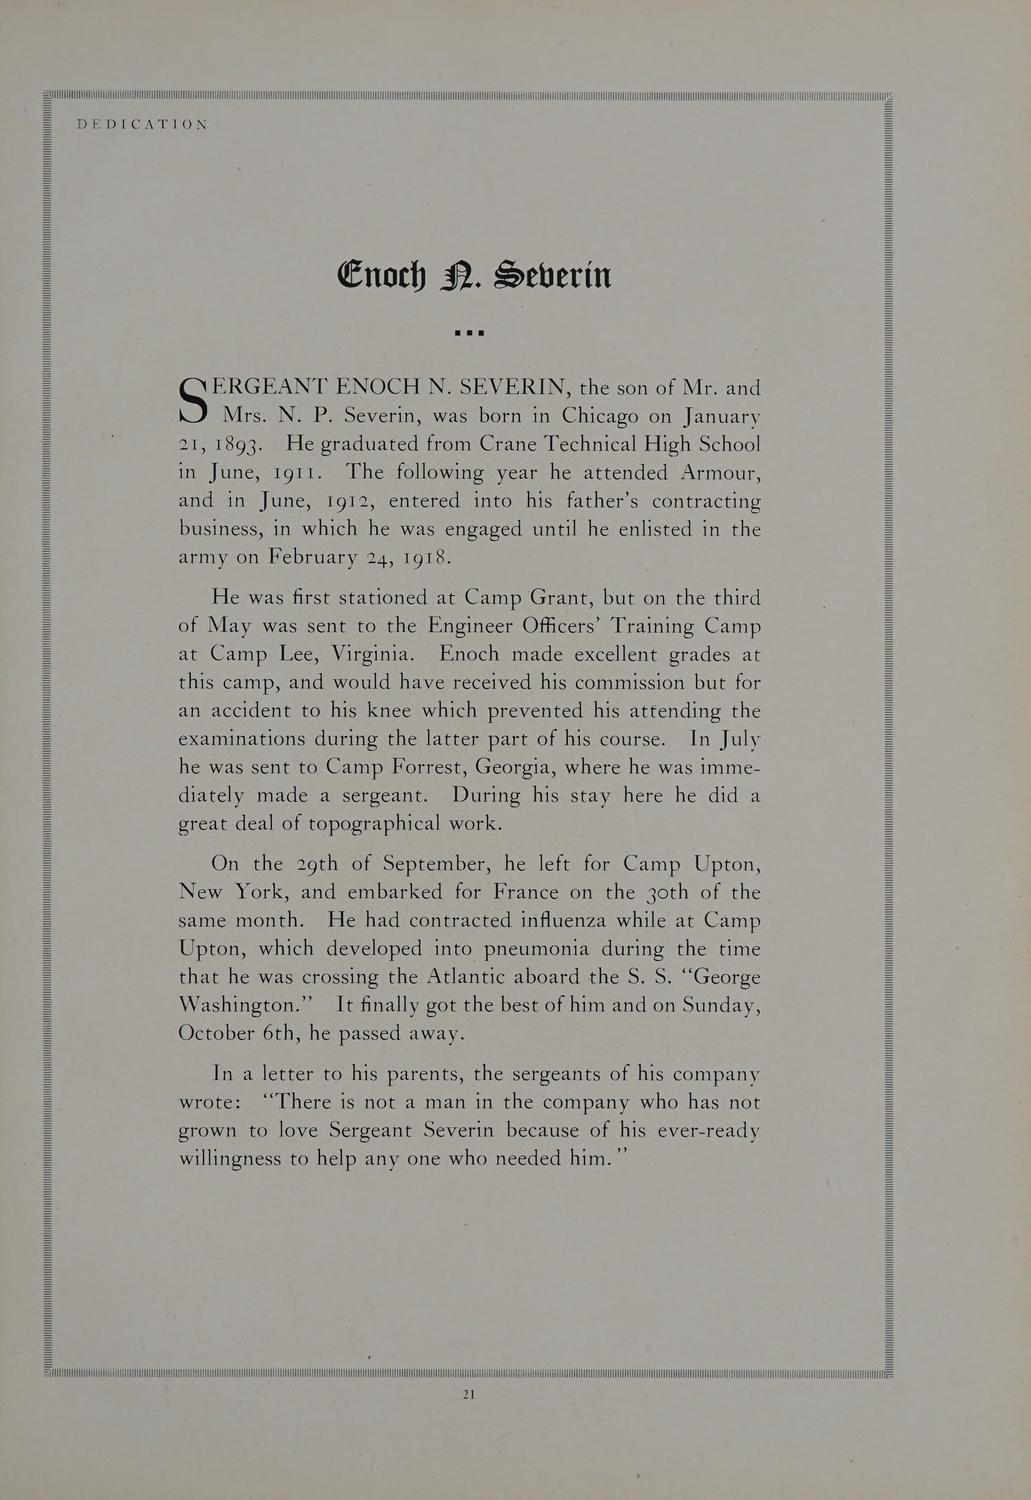 DEDICATION
Enoch N. Severin
SERGEANT ENOCH N. SEVERIN, the son of Mr. and
Mrs. N. P. Severin, was born in Chicago on January
21, 1893. He graduated from Crane Technical High School
in June, 1911. The following year he attended Armour,
and in June, 1912, entered into his father’s contracting
business, in which he was engaged until he enlisted in the
army on February 24, 1918.
He was first stationed at Camp Grant, but on the third
of May was sent to the Engineer Officers’ Training Camp
at Camp Lee, Virginia. Enoch made excellent grades at
this camp, and would have received his commission but for
an accident to his knee which prevented his attending the
examinations during the latter part of his course. In July
he was sent to Camp Forrest, Georgia, where he was imme-
diately made a sergeant. During his stay here he did a
great deal of topographical work.
On the 29th of September, he left for Camp Upton,
New York, and embarked for France on the 30th of the
same month. He had contracted influenza while at Camp
Upton, which developed into pneumonia during the time
that he was crossing the Atlantic aboard the S. S. “George
Washington.” It finally got the best of him and on Sunday,
October 6th, he passed away.
In a letter to his parents, the sergeants of his company
wrote: “There is not a man in the company who has not
grown to love Sergeant Severin because of his ever-ready
willingness to help any one who needed him.”
21